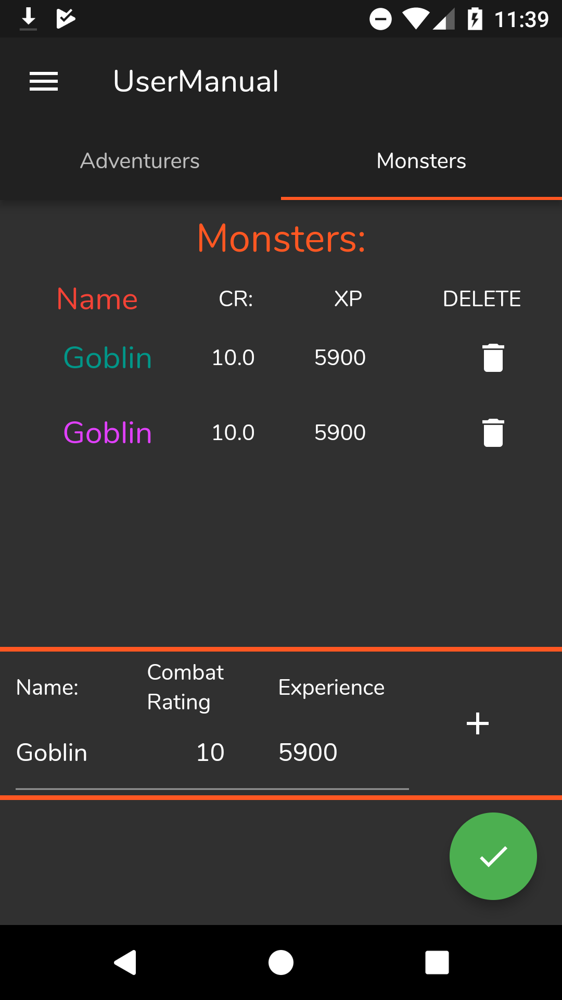 11:39
UserManual
Adventurers Monsters
Monsters:
Name CR: XP DELETE
Goblin 10.0 5900
Goblin 10.0 5900
Name: Combat Rating Experience
Goblin 10 5900